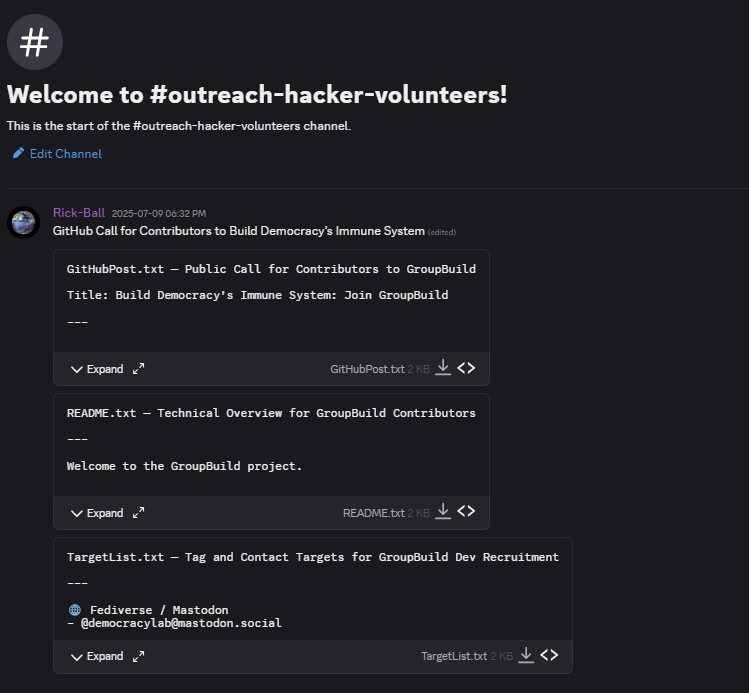 #
Welcome to #outreach-hacker-volunteers!
This is the start of the #outreach-hacker-volunteers channel.
Edit Channel
Rick-Ball 2025-07-09 06:32 PM
GitHub Call for Contributors to Build Democracy’s Immune System (edited)
GitHubPost.txt — Public Call for Contributors to GroupBuild
Title: Build Democracy’s Immune System: Join GroupBuild
---
Expand GitHubPost.txt 2 KB
README.txt — Technical Overview for GroupBuild Contributors
---
Welcome to the GroupBuild project.
Expand README.txt 2 KB
TargetList.txt — Tag and Contact Targets for GroupBuild Dev Recruitment
---
🌐 Fediverse / Mastodon
- @democracylab@mastodon.social
Expand TargetList.txt 2 KB